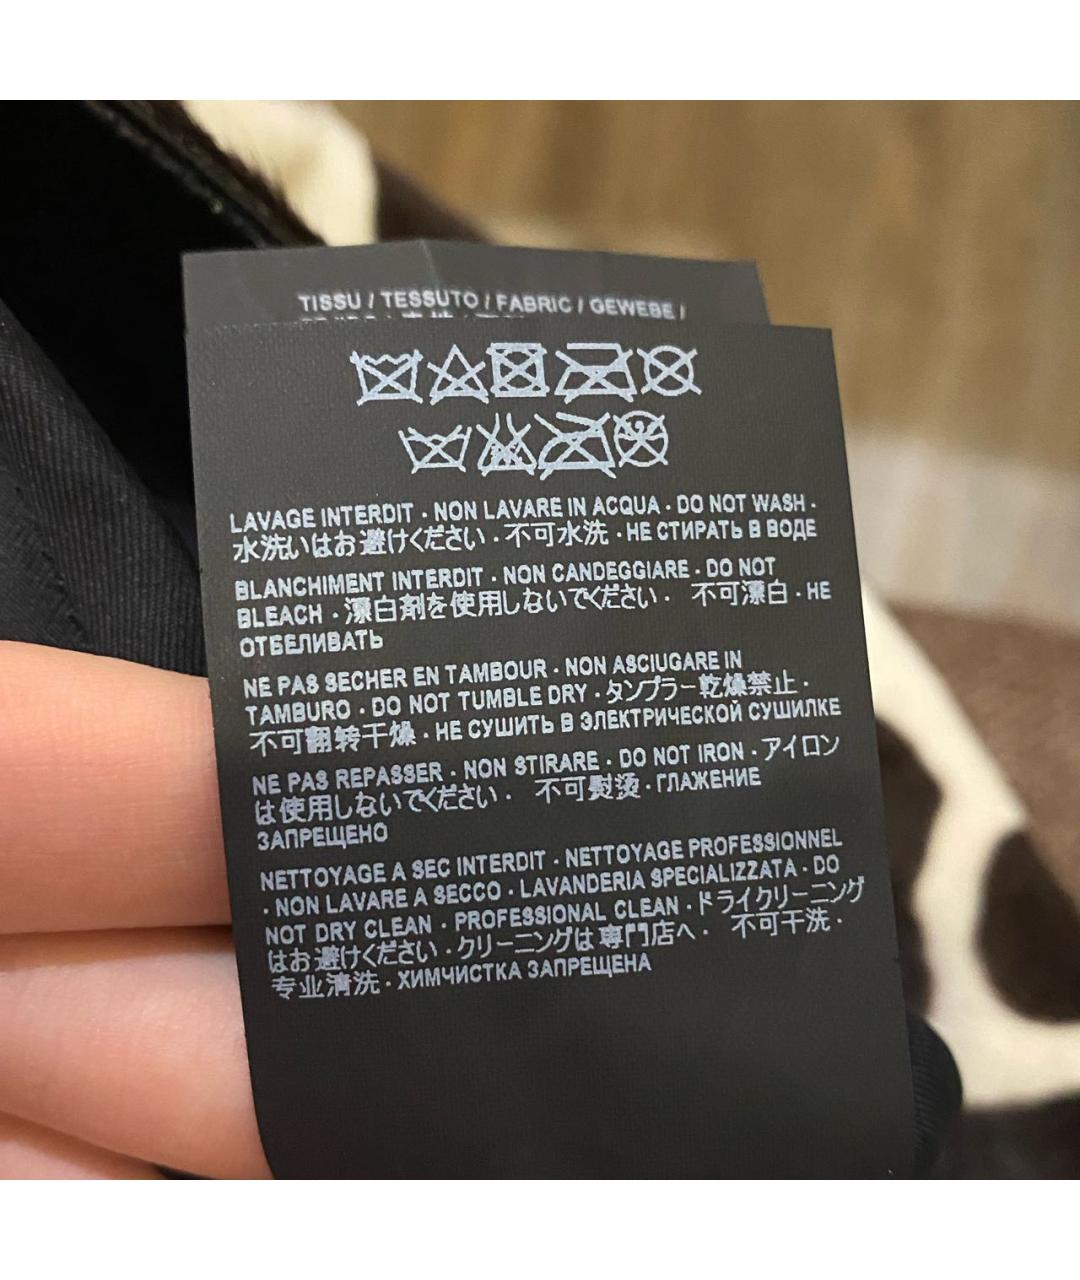 TISSU / TESSUTO / FABRIC / GEWEBE /
LAVAGE INTERDIT · NON LAVARE IN ACQUA · DO NOT WASH ·
水洗いはお避けください · 不可水洗 · НЕ СТИРАТЬ В ВОДЕ
BLANCHIMENT INTERDIT · NON CANDEGGIARE · DO NOT
BLEACH · 漂白剤を使用しないでください · 不可漂白 · НЕ
ОТБЕЛИВАТЬ
NE PAS SECHER EN TAMBOUR · NON ASCIUGARE IN
TAMBURO · DO NOT TUMBLE DRY · タンブラー乾燥禁止 ·
不可翻转干燥 · НЕ СУШИТЬ В ЭЛЕКТРИЧЕСКОЙ СУШИЛКЕ
NE PAS REPASSER · NON STIRARE · DO NOT IRON · アイロン
は使用しないでください · 不可熨烫 · ГЛАЖЕНИЕ
ЗАПРЕЩЕНО
NETTOYAGE A SEC INTERDIT · NETTOYAGE PROFESSIONNEL
· NON LAVARE A SECCO · LAVANDERIA SPECIALIZZATA · DO
NOT DRY CLEAN · PROFESSIONAL CLEAN · ドライクリーニング
はお避けください · クリーニングは専門店へ · 不可干洗 ·
专业清洗 · ХИМЧИСТКА ЗАПРЕЩЕНА